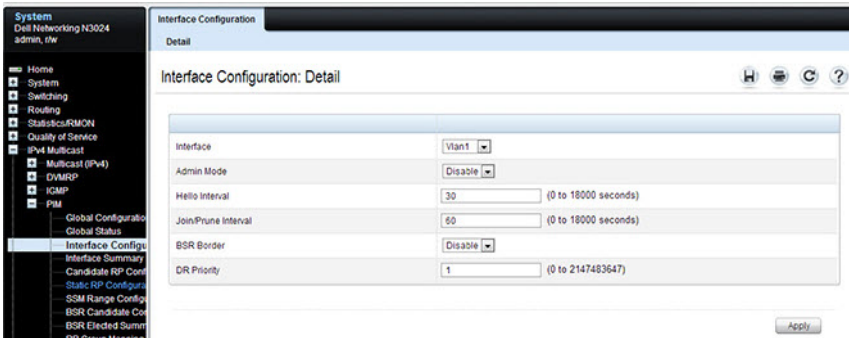 System
Dell Networking N3024
admin, r/w
Home
System
Switching
Routing
Statistics/RMON
Quality of Service
IPv4 Multicast
Multicast (IPv4)
DVMRP
IGMP
PIM
Global Configuratio
Global Status
Interface Configu
Interface Summary
Candidate RP Conf
Static RP Configura
SSM Range Configu
BSR Candidate Con
BSR Elected Summ
Interface Configuration
Detail
Interface Configuration: Detail
Interface Vlan1
Admin Mode Disable
Hello Interval 30 (0 to 18000 seconds)
Join/Prune Interval 60 (0 to 18000 seconds)
BSR Border Disable
DR Priority 1 (0 to 2147483647)
Apply